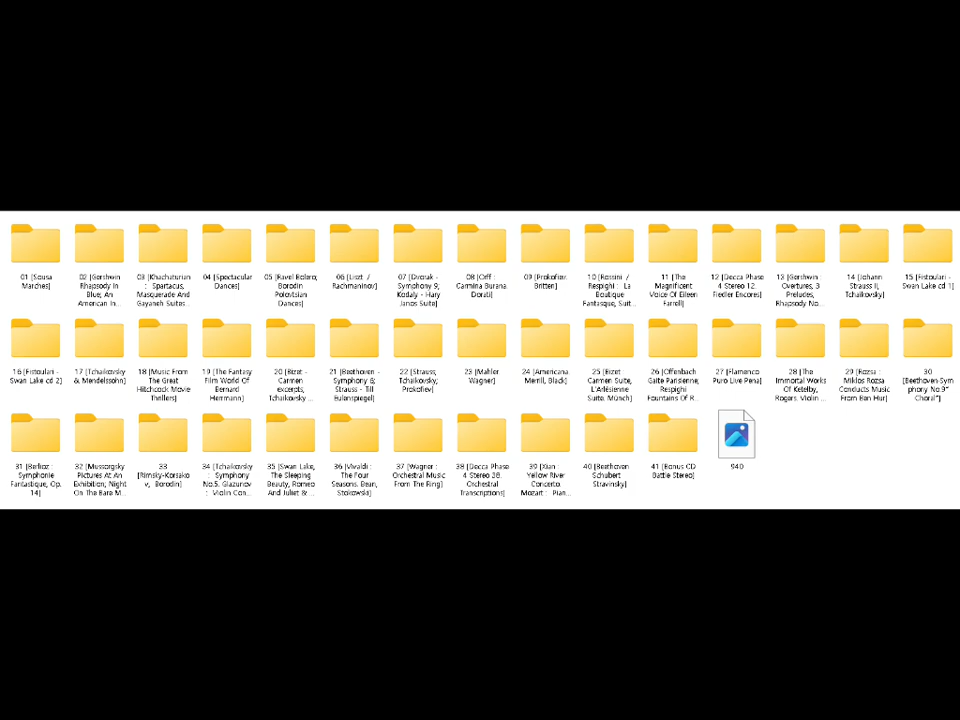 01 [Sousa
Marches]
02 [Gershwin
Rhapsody In
Blue; An
American In...
03 [Khachaturian
: Spartacus,
Masquerade And
Gayaneh Suites...
04 [Spectacular
Dances]
05 [Ravel Bolero;
Borodin
Polovtsian
Dances]
06 [Liszt /
Rachmaninov]
07 [Dvorak -
Symphony 9;
Kodaly - Hary
Janos Suite]
08 [Orff :
Carmina Burana.
Dorati]
09 [Prokofiev.
Britten]
10 [Rossini /
Respighi : La
Boutique
Fantasque, Suit...
11 [The
Magnificent
Voice Of Eileen
Farrell]
12 [Decca Phase
4 Stereo 12.
Fiedler Encores]
13 [Gershwin
Overtures, 3
Preludes,
Rhapsody No...
14 [Johann
Strauss II,
Tchaikovsky]
15 [Fistoulari -
Swan Lake cd 1]
16 [Fistoulari -
Swan Lake cd 2]
17 [Tchaikovsky
& Mendelssohn]
18 [Music From
The Great
Hitchcock Movie
Thrillers]
19 [The Fantasy
Film World Of
Bernard
Herrmann]
20 [Bizet -
Carmen
excerpts,
Tchaikovsky ...
21 [Beethoven -
Symphony 6;
Strauss - Till
Eulenspiegel]
22 [Strauss;
Tchaikovsky;
Prokofiev]
23 [Mahler
Wagner]
24 [Americana
Merrill, Black]
25 [Bizet
Carmen Suite,
L'Arlésienne
Suite. Münch]
26 [Offenbach
Gaite Parisienne,
Respighi
Fountains Of R...
27 [Flamenco
Puro Live Pena]
28 [The
Immortal Works
Of Ketelby,
Rogers. Violin ...
29 [Rozsa :
Miklos Rozsa
Conducts Music
From Ben Hur]
30
[Beethoven Sym
phony No.9"
Choral"]
31 [Berlioz :
Symphonie
Fantastique, Op.
14]
32 [Mussorgsky
Pictures At An
Exhibition; Night
On The Bare M...
33
[Rimsky-Korsako
v, Borodin]
34 [Tchaikovsky
: Symphony
No.5. Glazunov
: Violin Con...
35 [Swan Lake,
The Sleeping
Beauty, Romeo
And Juliet & ...
36 [Vivaldi :
The Four
Seasons. Bean,
Stokowski]
37 [Wagner :
Orchestral Music
From The Ring]
38 [Decca Phase
4 Stereo 38.
Orchestral
Transcriptions]
39 [Xian :
Yellow River
Concerto.
Mozart : Pian...
40 [Beethoven
Schubert
Stravinsky]
41 [Bonus CD
Battle Stereo]
940